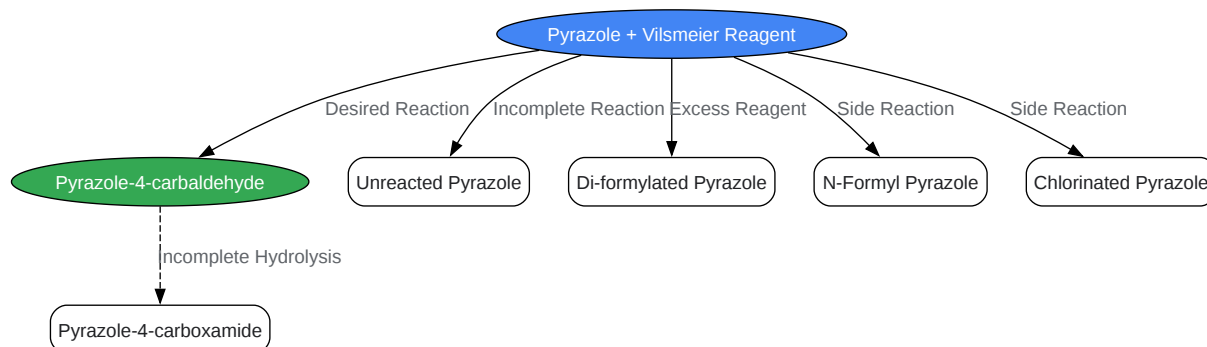 Pyrazole + Vilsmeier Reagent
Desired Reaction
Incomplete Reaction
Excess Reagent
Side Reaction
Side Reaction
Pyrazole-4-carbaldehyde
Unreacted Pyrazole
Di-formylated Pyrazole
N-Formyl Pyrazole
Chlorinated Pyrazole
Incomplete Hydrolysis
Pyrazole-4-carboxamide